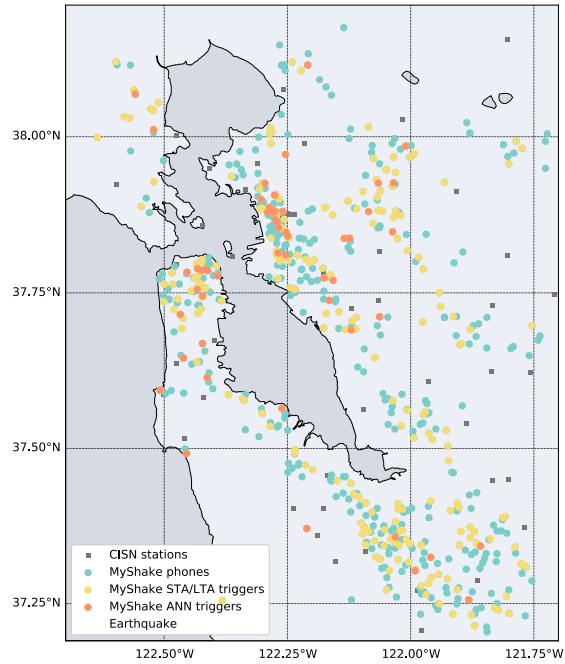 38.00°N
37.75°N
37.50°N
37.25°N
CISN stations
MyShake phones
MyShake STA/LTA triggers
MyShake ANN triggers
Earthquake
122.50°W 122.25°W 122.00°W 121.75°W